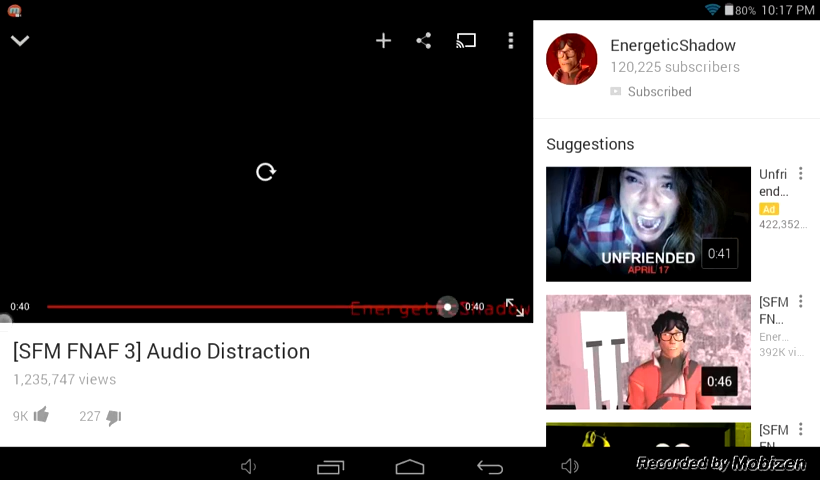 80% 10:17 PM
0:40
0:40
EnergeticShadow
[SFM FNAF 3] Audio Distraction
1,235,747 views
9K
227
EnergeticShadow
120,225 subscribers
Subscribed
Suggestions
UNFRIENDED
APRIL 17
0:41
Unfri
end...
Ad
422,352...
0:46
[SFM
FN...
Ener...
392K vi...
[SFM
FN
Recorded by Mobizen